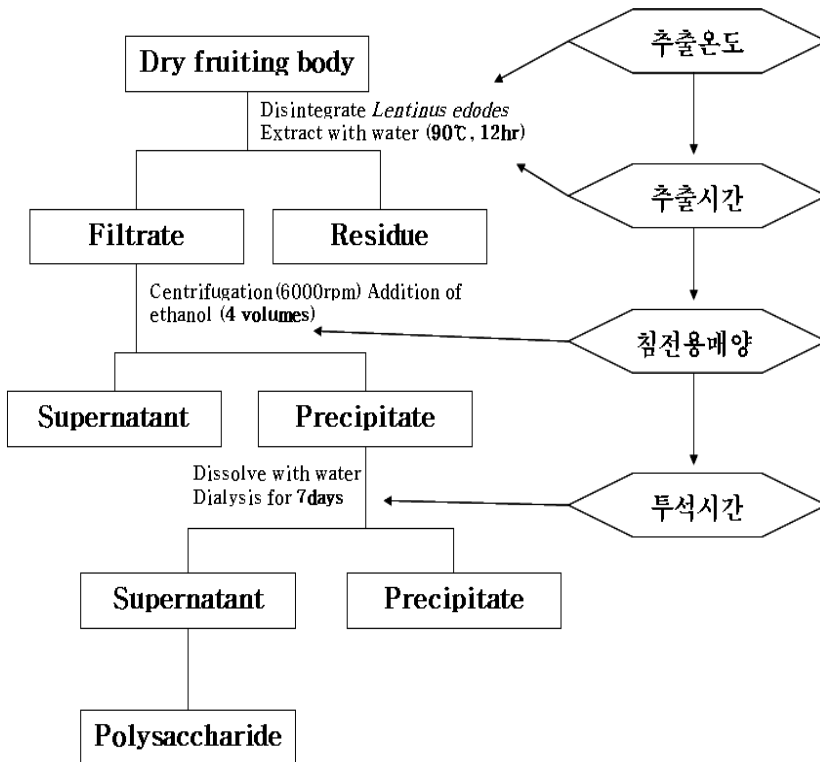 Dry fruiting body
추출온도
Disintegrate Lentinus edodes
Extract with water (90℃, 12hr)
추출시간
Filtrate
Residue
Centrifugation(6000rpm) Addition of
ethanol (4 volumes)
침전용매양
Supernatant
Precipitate
Dissolve with water
Dialysis for 7days
투석시간
Supernatant
Precipitate
Polysaccharide